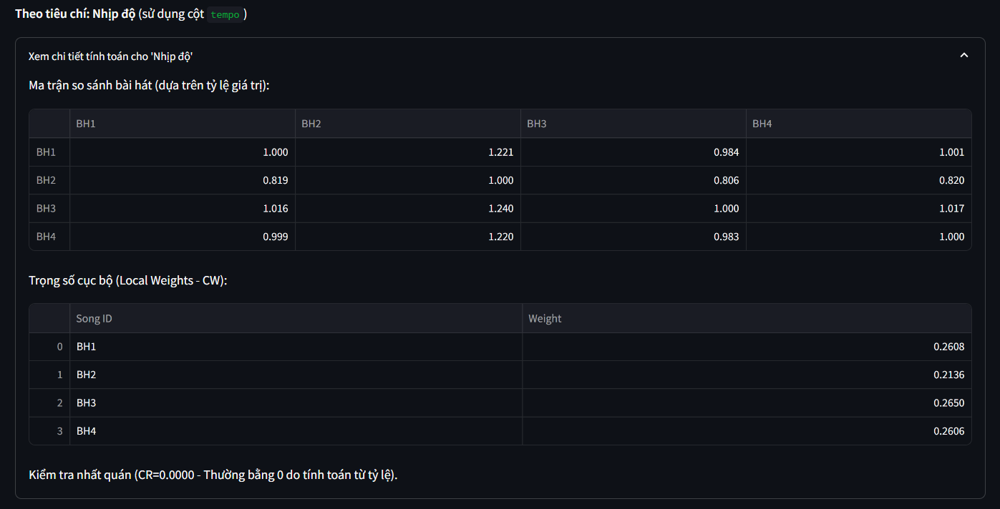 Theo tiêu chí: Nhịp độ (sử dụng cột tempo )
Xem chi tiết tính toán cho 'Nhịp độ'
Ma trận so sánh bài hát (dựa trên tỷ lệ giá trị):
BH1 BH2 BH3 BH4
BH1 1.000 1.221 0.984 1.001
BH2 0.819 1.000 0.806 0.820
BH3 1.016 1.240 1.000 1.017
BH4 0.999 1.220 0.983 1.000
Trọng số cục bộ (Local Weights - CW):
Song ID Weight
0 BH1 0.2608
1 BH2 0.2136
2 BH3 0.2650
3 BH4 0.2606
Kiểm tra nhất quán (CR=0.0000 - Thường bằng 0 do tính toán từ tỷ lệ).